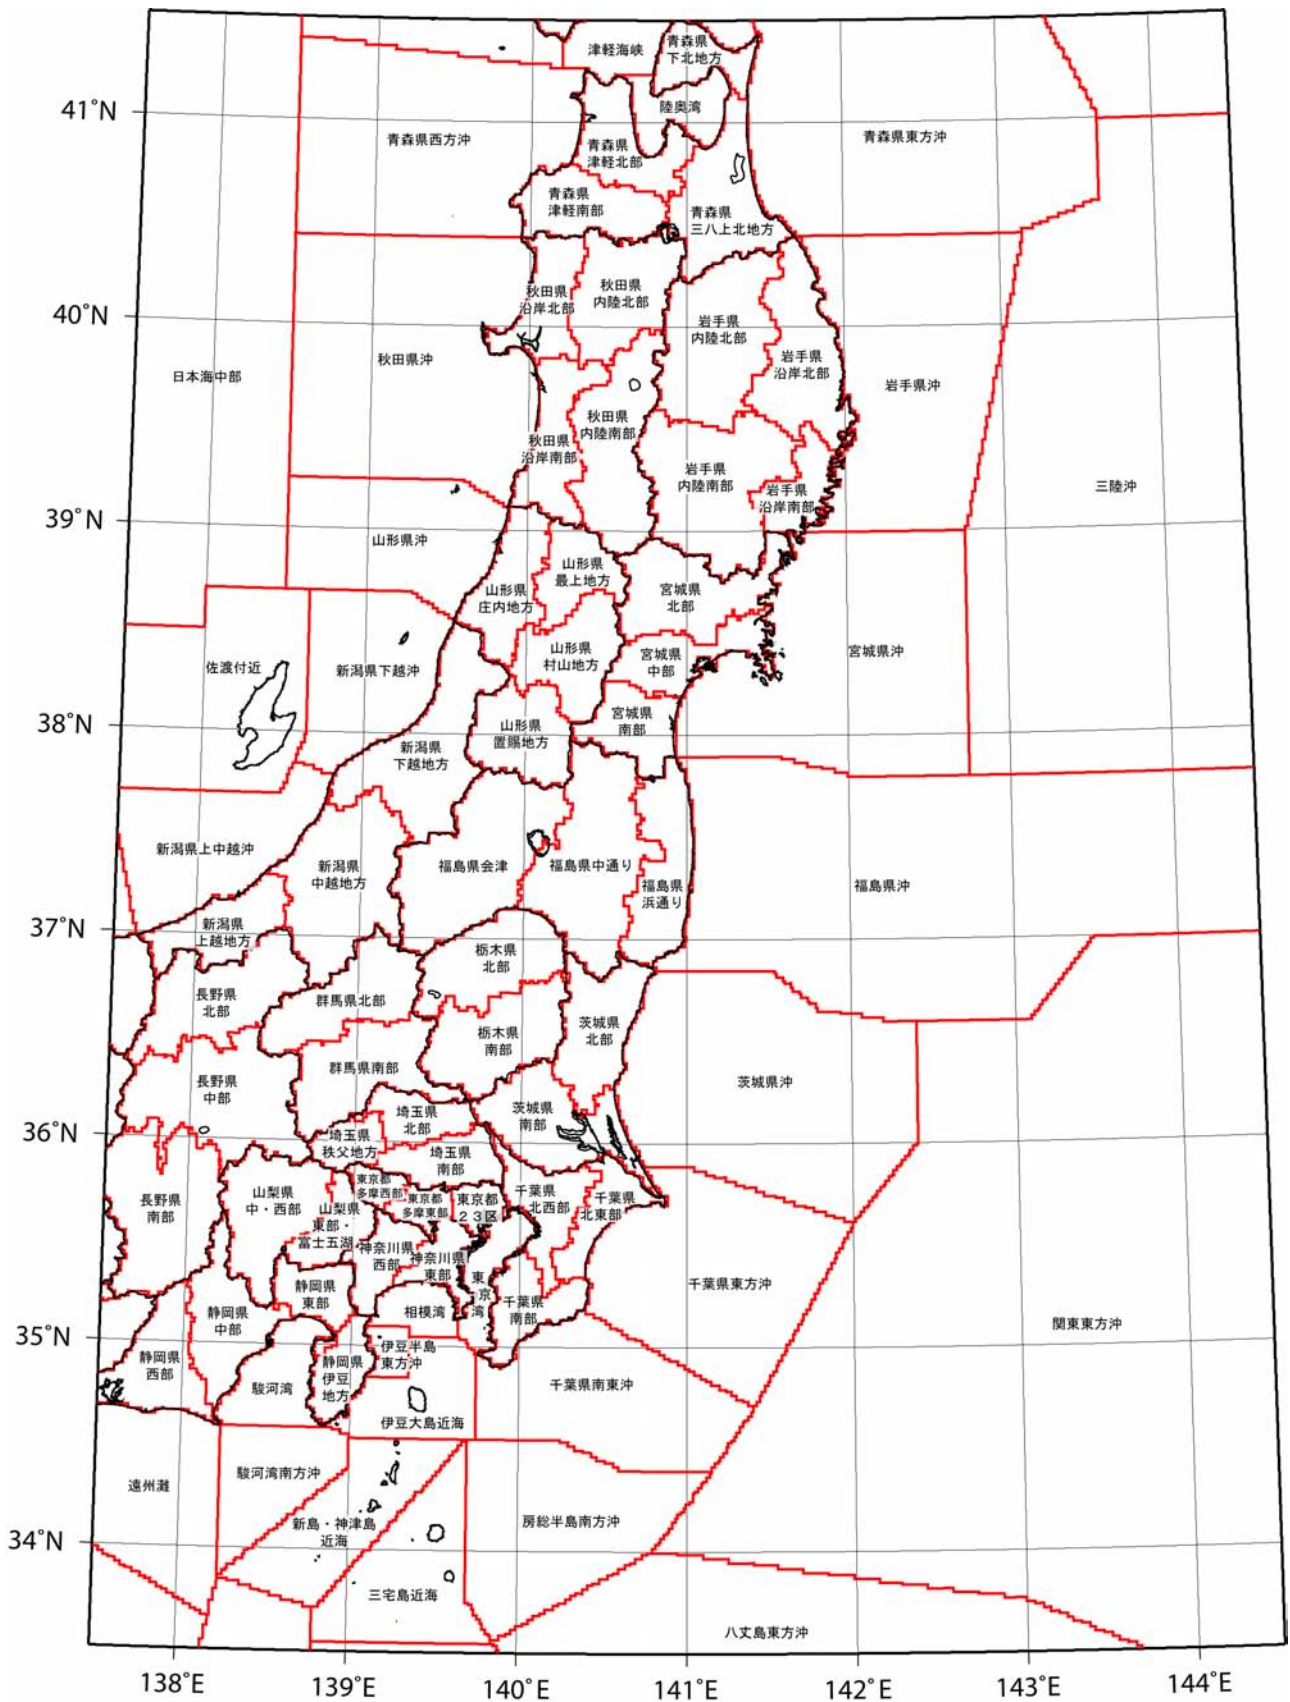 津軽海峡
青森県
下北地方
41°N
陸奥湾
青森県西方沖
青森県東方沖
青森県
津軽北部
青森県
津軽南部
青森県
三八上北地方
秋田県
沿岸北部
秋田県
内陸北部
40°N
岩手県
内陸北部
岩手県
沿岸北部
秋田県沖
日本海中部
岩手県沖
秋田県
内陸南部
秋田県
沿岸南部
岩手県
内陸南部
岩手県
沿岸南部
三陸沖
39°N
山形県沖
山形県
最上地方
山形県
庄内地方
宮城県
北部
山形県
村山地方
宮城県
中部
宮城県沖
佐渡付近
新潟県下越沖
38°N
宮城県
南部
山形県
置賜地方
新潟県
下越地方
新潟県上中越沖
新潟県
中越地方
福島県会津
福島県中通り
福島県
浜通り
福島県沖
37°N
新潟県
上越地方
栃木県
北部
長野県
北部
群馬県北部
栃木県
南部
茨城県
北部
群馬県南部
長野県
中部
茨城県沖
36°N
埼玉県
北部
茨城県
南部
埼玉県
秩父地方
埼玉県
南部
東京都
多摩西部
東京都
多摩東部
東京都
23区
千葉県
北西部
千葉県
北東部
長野県
南部
山梨県
中・西部
山梨県
東部・
富士五湖
神奈川県
西部
神奈川県
東部
東
京
湾
千葉県東方沖
静岡県
東部
相模湾
千葉県
南部
静岡県
中部
関東東方沖
35°N
静岡県
西部
駿河湾
静岡県
伊豆
地方
伊豆半島
東方沖
千葉県南東沖
伊豆大島近海
遠州灘
駿河湾南方沖
新島・神津島
近海
房総半島南方沖
34°N
三宅島近海
八丈島東方沖
138°E
139°E
140°E
141°E
142°E
143°E
144°E